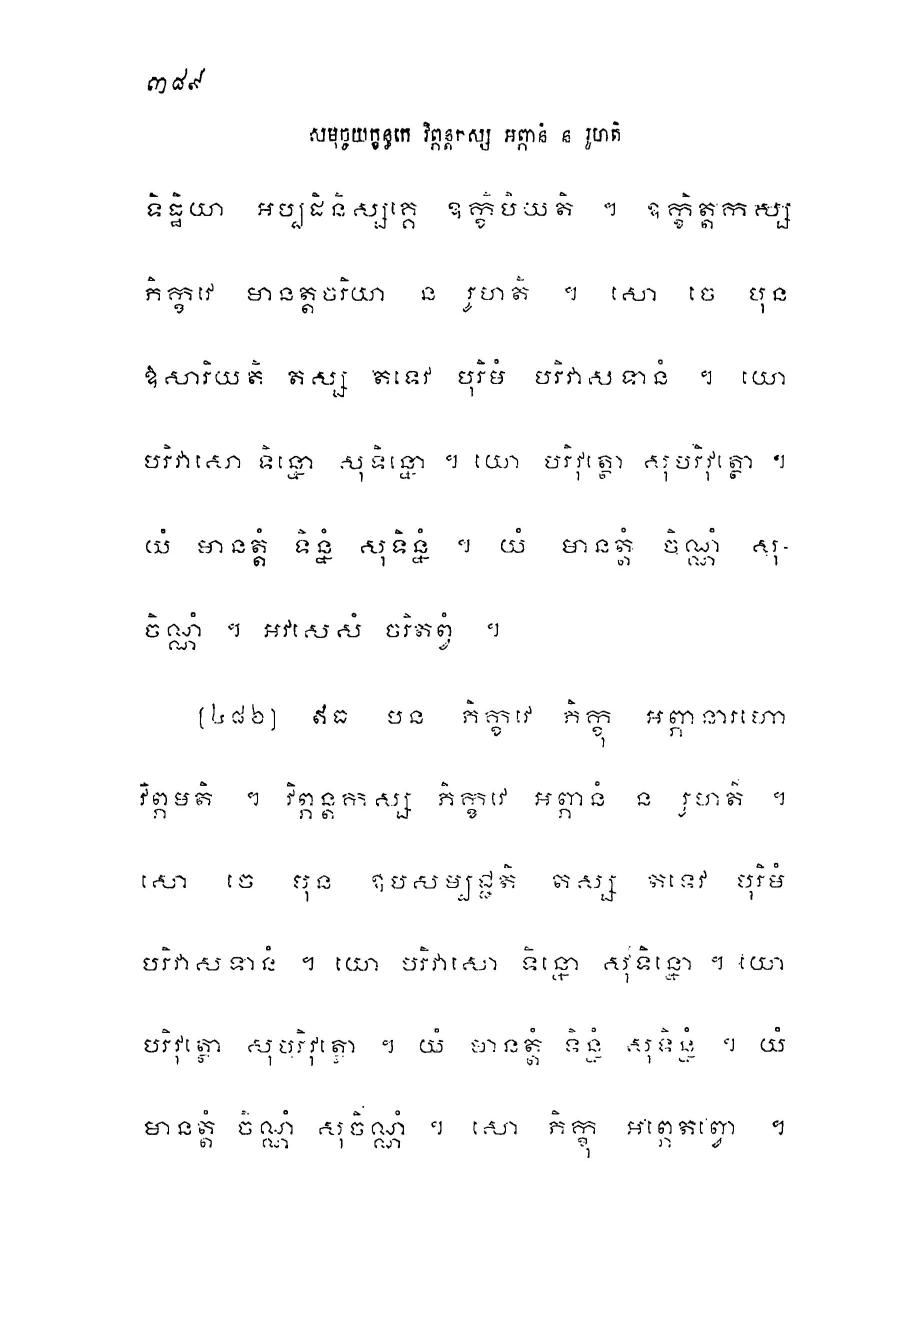 ៣៨៩
សមុច្ចយក្ខន្ធកេ វិព្ភន្តកស្ស អព្ភានំ ន រូហតិ
ទិដ្ឋិយា អប្បដិនិស្សគ្គេ ឧក្ខិបិយតិ ។ ឧក្ខិត្តកស្ស
ភិក្ខវេ មានត្តចរិយា ន រូហតិ ។ សោ ចេ បុន
ឱសារិយតិ តស្ស តទេវ បុរិមំ បរិវាសទានំ ។ យោ
បរិវាសោ ទិន្នោ សុទិន្នោ ។ យោ បរិវុត្ថោ សុបរិវុត្ថោ ។
យំ មានត្តំ ទិន្នំ សុទិន្នំ ។ យំ មានត្តំ ចិណ្ណំ សុ-
ចិណ្ណំ ។ អវសេសំ ចរិតព្វំ ។
(៤៨៦) ឥធ បន ភិក្ខវេ ភិក្ខុ អព្ភានារហោ
វិព្ភមតិ ។ វិព្ភន្តកស្ស ភិក្ខវេ អព្ភានំ ន រូហតិ ។
សោ ចេ បុន ឧបសម្បជ្ជតិ តស្ស តទេវ បុរិមំ
បរិវាសទានំ ។ យោ បរិវាសោ ទិន្នោ សុទិន្នោ ។ យោ
បរិវុត្ថោ សុបរិវុត្ថោ ។ យំ មានត្តំ ទិន្នំ សុទិន្នំ ។ យំ
មានត្តំ ចិណ្ណំ សុចិណ្ណំ ។ សោ ភិក្ខុ អព្ភេតព្វោ ។